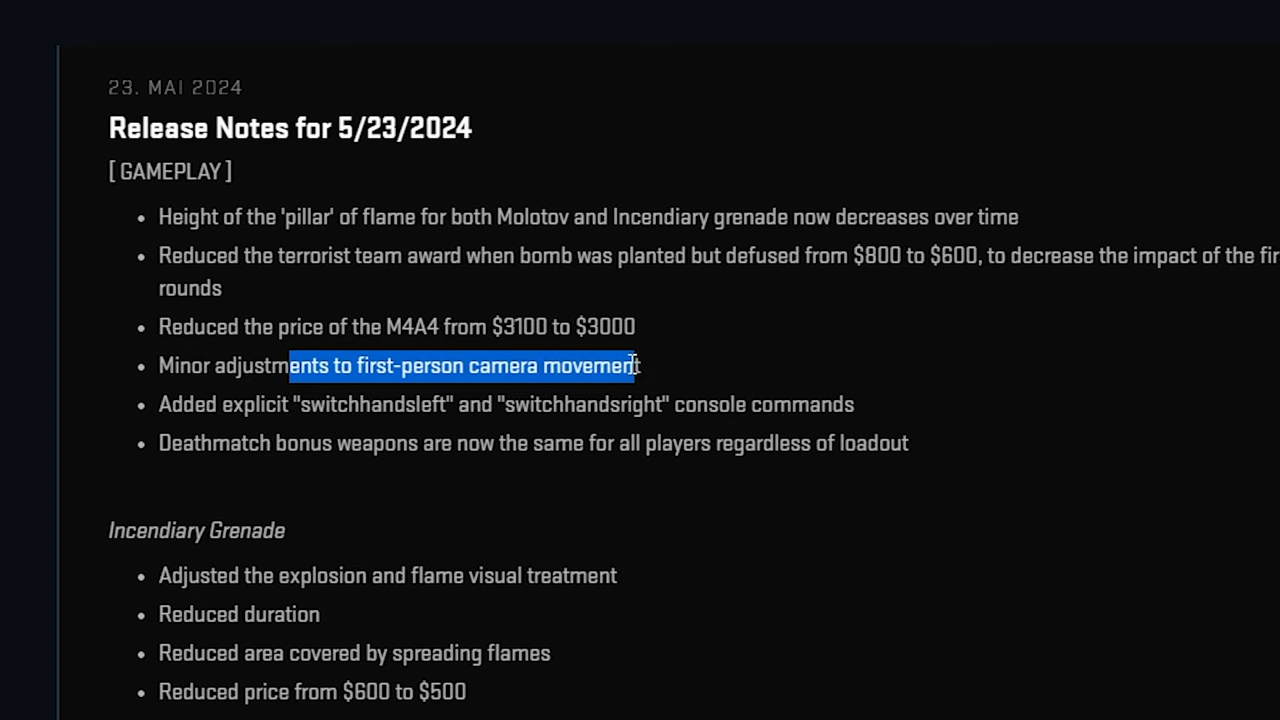 23. MAI 2024
Release Notes for 5/23/2024
[ GAMEPLAY ]
• Height of the 'pillar' of flame for both Molotov and Incendiary grenade now decreases over time
• Reduced the terrorist team award when bomb was planted but defused from $800 to $600, to decrease the impact of the
rounds
• Reduced the price of the M4A4 from $3100 to $3000
• Minor adjustments to first-person camera movement
• Added explicit "switchhandsleft" and "switchhandsright" console commands
• Deathmatch bonus weapons are now the same for all players regardless of loadout
Incendiary Grenade
• Adjusted the explosion and flame visual treatment
• Reduced duration
• Reduced area covered by spreading flames
• Reduced price from $600 to $500